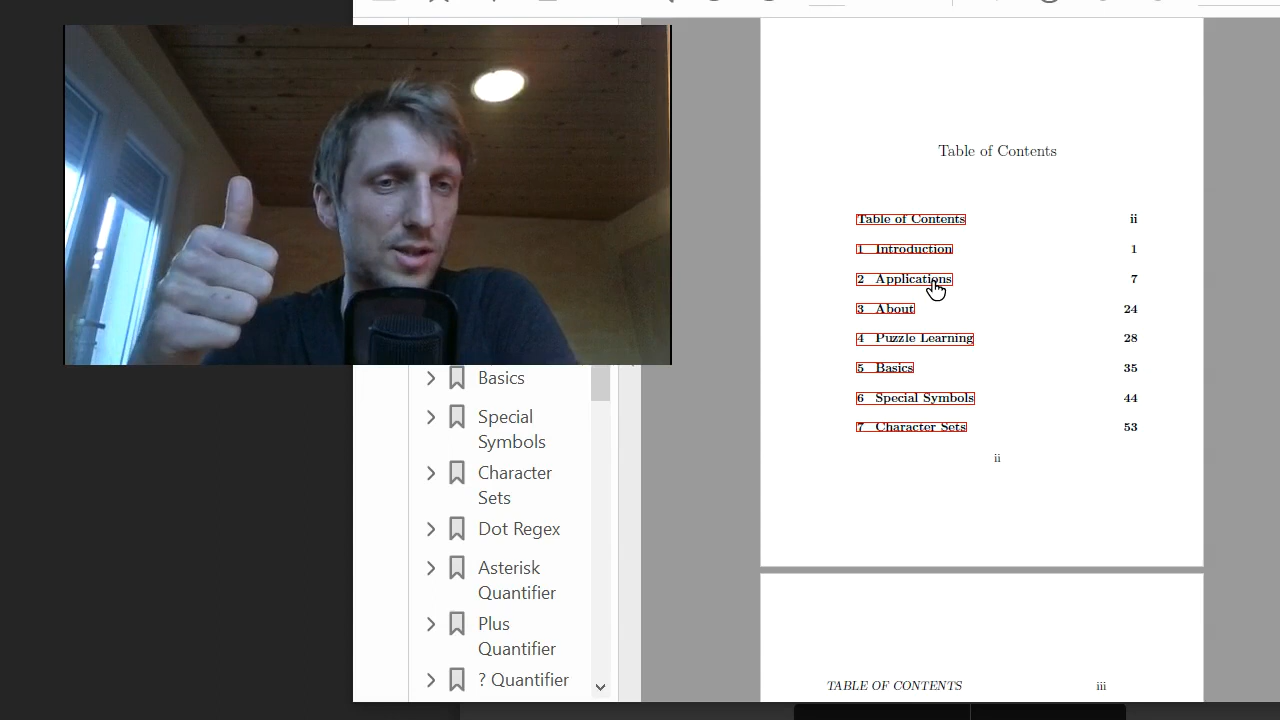 Basics
Special
Symbols
Character
Sets
Dot Regex
Asterisk
Quantifier
Plus
Quantifier
? Quantifier
Table of Contents
Table of Contents ii
1 Introduction 1
2 Applications 7
3 About 24
4 Puzzle Learning 28
5 Basics 35
6 Special Symbols 44
7 Character Sets 53
ii
TABLE OF CONTENTS iii